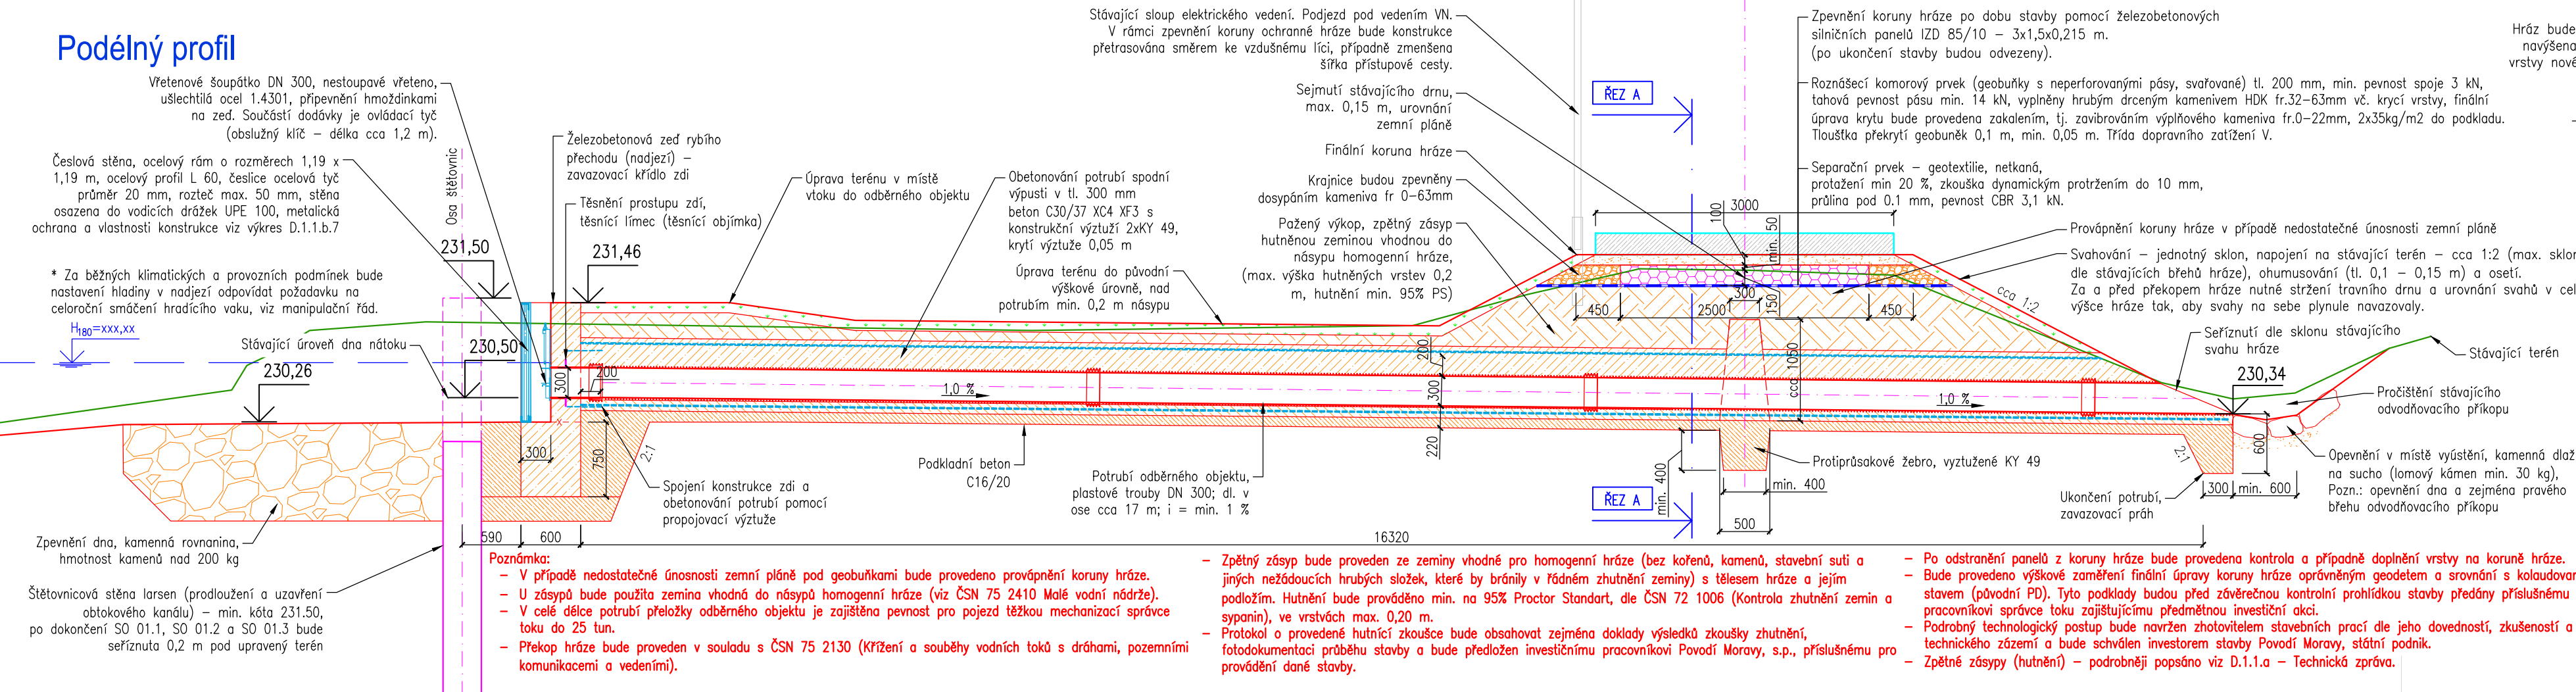 Podélný profil
Vřetenové šoupátko DN 300, nestoupavé vřeteno,
ušlechtilá ocel 1.4301, připevnění hmoždinkami
na zeď. Součástí dodávky je ovládací tyč
(obslužný klíč – délka cca 1,2 m).
Česlová stěna, ocelový rám o rozměrech 1,19 x
1,19 m, ocelový profil L 60, česlice ocelová tyč
průměr 20 mm, rozteč max. 50 mm, stěna
osazena do vodicích drážek UPE 100, metalická
ochrana a vlastnosti konstrukce viz výkres D.1.1.b.7
* Za běžných klimatických a provozních podmínek bude
nastavení hladiny v nadjezí odpovídat požadavku na
celoroční smáčení hradícího vaku, viz manipulační řád.
H180=xxx,xx
Stávající úroveň dna nátoku
Osa štětovnic
231,50
230,50
230,26
231,46
Železobetonová zeď rybího
přechodu (nadjezí) –
zavazovací křídlo zdi
Těsnění prostupu zdí,
těsnící límec (těsnící objímka)
Úprava terénu v místě
vtoku do odběrného objektu
Obetonování potrubí spodní
výpusti v tl. 300 mm
beton C30/37 XC4 XF3 s
konstrukční výztuží 2xKY 49,
krytí výztuže 0,05 m
Úprava terénu do původní
výškové úrovně, nad
potrubím min. 0,2 m násypu
Stávající sloup elektrického vedení. Podjezd pod vedením VN.
V rámci zpevnění koruny ochranné hráze bude konstrukce
přetrasována směrem ke vzdušnému líci, případně zmenšena
šířka přístupové cesty.
Sejmutí stávajícího drnu,
max. 0,15 m, urovnání
zemní pláně
Finální koruna hráze
Krajnice budou zpevněny
dosypáním kameniva fr 0–63mm
Pažený výkop, zpětný zásyp
hutněnou zeminou vhodnou do
násypu homogenní hráze,
(max. výška hutněných vrstev 0,2
m, hutnění min. 95% PS)
ŘEZ A
Zpevnění koruny hráze po dobu stavby pomocí železobetonových
silničních panelů IZD 85/10 – 3x1,5x0,215 m.
(po ukončení stavby budou odvezeny).
Roznášecí komorový prvek (geobuňky s neperforovanými pásy, svařované) tl. 200 mm, min. pevnost spoje 3 kN,
tahová pevnost pásu min. 14 kN, vyplněny hrubým drceným kamenivem HDK fr.32–63mm vč. krycí vrstvy, finální
úprava krytu bude provedena zakalením, tj. zavibrováním výplňového kameniva fr.0–22mm, 2x35kg/m2 do podkladu.
Tloušťka překrytí geobuněk 0,1 m, min. 0,05 m. Třída dopravního zatížení V.
Separační prvek – geotextilie, netkaná,
protažení min 20 %, zkouška dynamickým protržením do 10 mm,
průlina pod 0.1 mm, pevnost CBR 3,1 kN.
Hráz bude
navýšena
vrstvy nové
Provápnění koruny hráze v případě nedostatečné únosnosti zemní pláně
Svahování – jednotný sklon, napojení na stávající terén – cca 1:2 (max. sklon
dle stávajících břehů hráze), ohumusování (tl. 0,1 – 0,15 m) a osetí.
Za a před překopem hráze nutné stržení travního drnu a urovnání svahů v cel
výšce hráze tak, aby svahy na sebe plynule navazovaly.
Seříznutí dle sklonu stávajícího
svahu hráze
Stávající terén
230,34
Pročištění stávajícího
odvodňovacího příkopu
Opevnění v místě vyústění, kamenná dlaž
na sucho (lomový kámen min. 30 kg),
Pozn.: opevnění dna a zejména pravého
břehu odvodňovacího příkopu
Ukončení potrubí,
zavazovací práh
3000
100
min. 50
300
150
450
2500
450
cca 1:2
200
300
220
cca 1050
300
200
1,0 %
1,0 %
300
750
2:1
2:1
600
300
min. 600
min. 400
min. 400
500
590
600
16320
Podkladní beton
C16/20
Potrubí odběrného objektu,
plastové trouby DN 300; dl. v
ose cca 17 m; i = min. 1 %
Protiprůsakové žebro, vyztužené KY 49
ŘEZ A
Spojení konstrukce zdi a
obetonování potrubí pomocí
propojovací výztuže
Zpevnění dna, kamenná rovnanina,
hmotnost kamenů nad 200 kg
Štětovnicová stěna larsen (prodloužení a uzavření
obtokového kanálu) – min. kóta 231.50,
po dokončení SO 01.1, SO 01.2 a SO 01.3 bude
seříznuta 0,2 m pod upravený terén
Poznámka:
– V případě nedostatečné únosnosti zemní pláně pod geobuňkami bude provedeno provápnění koruny hráze.
– U zásypů bude použita zemina vhodná do násypů homogenní hráze (viz ČSN 75 2410 Malé vodní nádrže).
– V celé délce potrubí přeložky odběrného objektu je zajištěna pevnost pro pojezd těžkou mechanizací správce
toku do 25 tun.
– Překop hráze bude proveden v souladu s ČSN 75 2130 (Křížení a souběhy vodních toků s dráhami, pozemními
komunikacemi a vedeními).
– Zpětný zásyp bude proveden ze zeminy vhodné pro homogenní hráze (bez kořenů, kamenů, stavební suti a
jiných nežádoucích hrubých složek, které by bránily v řádném zhutnění zeminy) s tělesem hráze a jejím
podložím. Hutnění bude prováděno min. na 95% Proctor Standart, dle ČSN 72 1006 (Kontrola zhutnění zemin a
sypanin), ve vrstvách max. 0,20 m.
– Protokol o provedené hutnící zkoušce bude obsahovat zejména doklady výsledků zkoušky zhutnění,
fotodokumentaci průběhu stavby a bude předložen investičnímu pracovníkovi Povodí Moravy, s.p., příslušnému pro
provádění dané stavby.
– Po odstranění panelů z koruny hráze bude provedena kontrola a případně doplnění vrstvy na koruně hráze.
– Bude provedeno výškové zaměření finální úpravy koruny hráze oprávněným geodetem a srovnání s kolaudovan
stavem (původní PD). Tyto podklady budou před závěrečnou kontrolní prohlídkou stavby předány příslušnému
pracovníkovi správce toku zajištujícímu předmětnou investiční akci.
– Podrobný technologický postup bude navržen zhotovitelem stavebních prací dle jeho dovedností, zkušeností a
technického zázemí a bude schválen investorem stavby Povodí Moravy, státní podnik.
– Zpětné zásypy (hutnění) – podrobněji popsáno viz D.1.1.a – Technická zpráva.